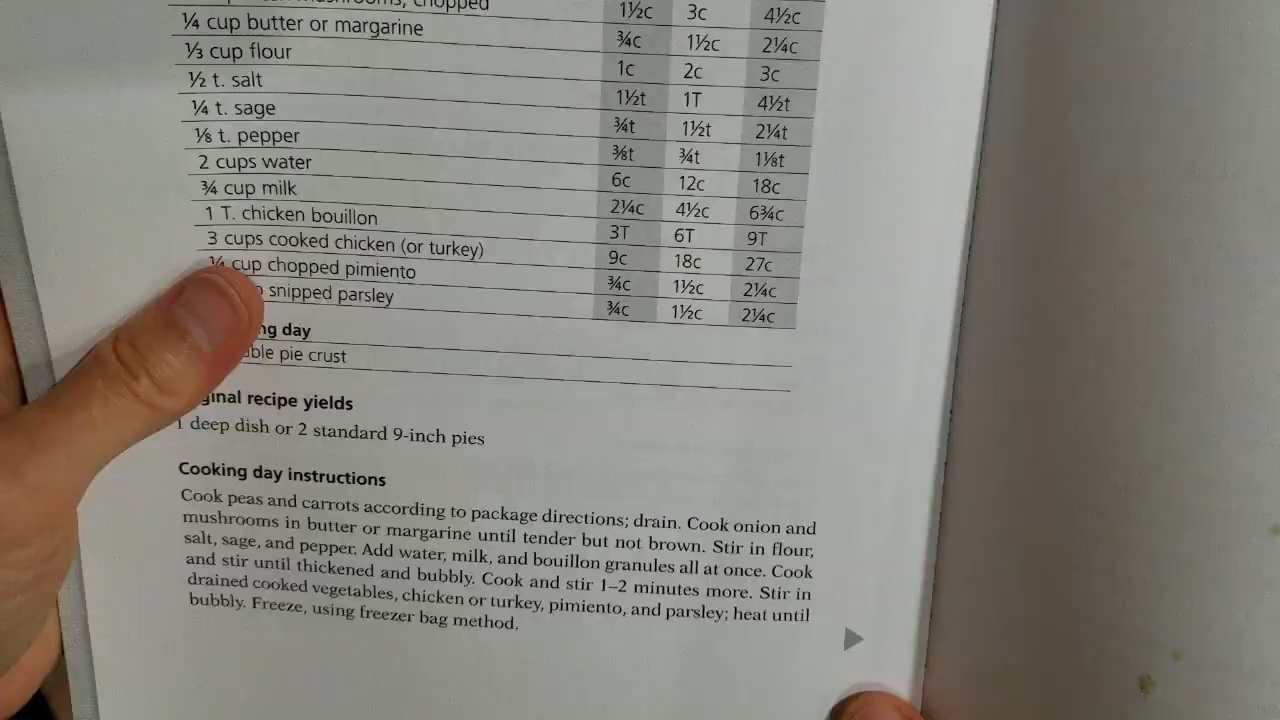 mushrooms, chopped 1½c 3c 4½c
¼ cup butter or margarine ¾c 1½c 2¼c
⅓ cup flour 1c 2c 3c
½ t. salt 1½t 1T 4½t
¼ t. sage ¾t 1½t 2¼t
⅛ t. pepper ⅜t ¾t 1⅛t
2 cups water 6c 12c 18c
¾ cup milk 2¼c 4½c 6¾c
1 T. chicken bouillon 3T 6T 9T
3 cups cooked chicken (or turkey) 9c 18c 27c
¼ cup chopped pimiento ¾c 1½c 2¼c
snipped parsley ¾c 1½c 2¼c
day
pie crust
recipe yields
1 deep dish or 2 standard 9-inch pies
Cooking day instructions
Cook peas and carrots according to package directions; drain. Cook onion and
mushrooms in butter or margarine until tender but not brown. Stir in flour,
salt, sage, and pepper. Add water, milk, and bouillon granules all at once. Cook
and stir until thickened and bubbly. Cook and stir 1–2 minutes more. Stir in
drained cooked vegetables, chicken or turkey, pimiento, and parsley; heat until
bubbly. Freeze, using freezer bag method.